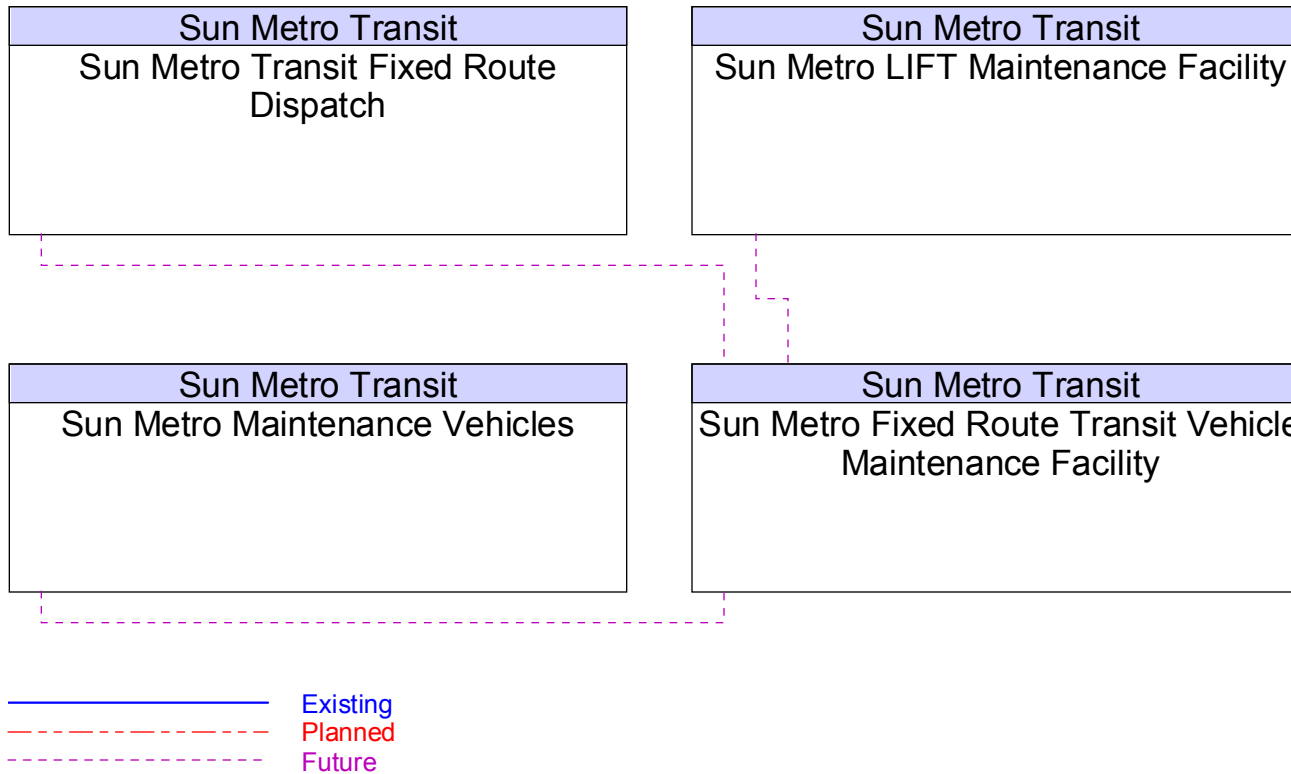 Sun Metro Transit
Sun Metro Transit Fixed Route
Dispatch
Sun Metro Transit
Sun Metro LIFT Maintenance Facility
Sun Metro Transit
Sun Metro Maintenance Vehicles
Sun Metro Transit
Sun Metro Fixed Route Transit Vehicle
Maintenance Facility
Existing
Planned
Future